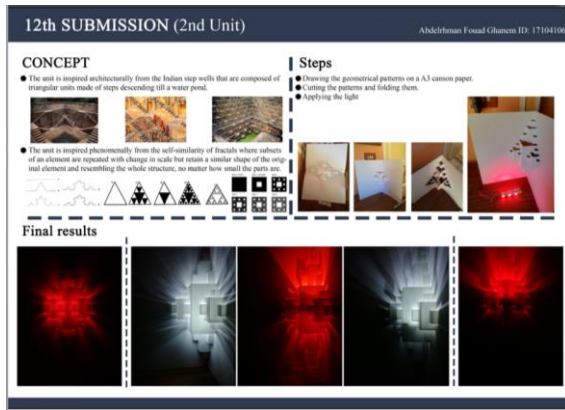 12th SUBMISSION (2nd Unit)
Abdelrhman Fouad Ghanem ID: 17104106
CONCEPT
● The unit is inspired architecturally from the Indian step wells that are composed of
triangular units made of steps descending till a water pond.
● The unit is inspired phenomenally from the self-similarity of fractals where subsets
of an element are repeated with change in scale but retain a similar shape of the orig-
inal element and resembling the whole structure, no matter how small the parts are.
Steps
● Drawing the geometrical patterns on a A3 canson paper.
● Cutting the patterns and folding them.
● Applying the light
Final results